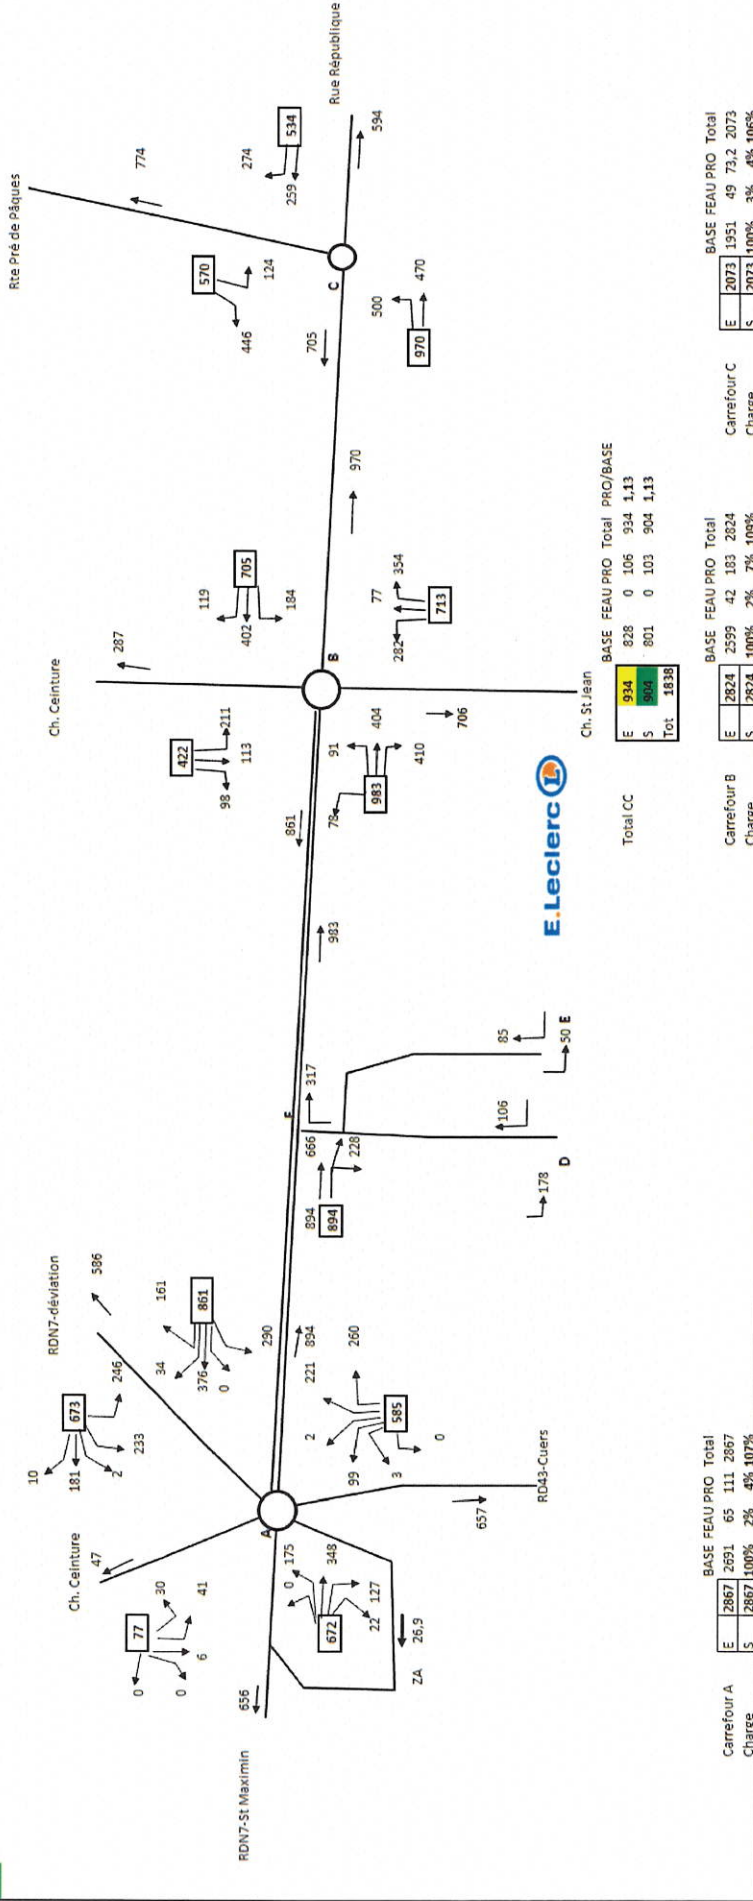 Rte Pré de Pâques
774
Rue République
274
534
259
594
570
124
446
C
705
500
470
970
970
Ch. Ceinture
287
119
705
402
184
77
354
282
713
B
422
211
113
98
91
404
410
706
78
983
861
983
Ch. St Jean
E.Leclerc L
RDN7-déviation
586
161
861
34
376
0
290
F
317
666
894
894
228
85
50 E
106
178
D
673
246
10
181
2
233
894
221
260
2
585
99
3
0
Ch. Ceinture
47
A
RD43-Cuers
657
77
30
41
0
6
0
0
175
348
672
127
22
26,9
ZA
656
RDN7-St Maximin
BASE FEAU PRO Total PRO/BASE
Total CC E 934 828 0 106 934 1,13
S 904 801 0 103 904 1,13
Tot 1838
BASE FEAU PRO Total
Carrefour A E 2867 2691 65 111 2867
Charge S 2867 100% 2% 4% 107%
BASE FEAU PRO Total
Carrefour B E 2824 2599 42 183 2824
Charge S 2824 100% 2% 7% 109%
BASE FEAU PRO Total
Carrefour C E 2073 1951 49 73,2 2073
Charge S 2073 100% 3% 4% 106%